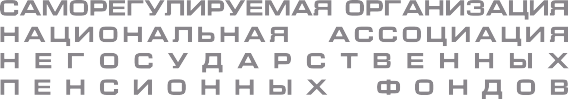 САМОРЕГУЛИРУЕМАЯ ОРГАНИЗАЦИЯ
НАЦИОНАЛЬНАЯ АССОЦИАЦИЯ
НЕГОСУДАРСТВЕННЫХ
ПЕНСИОННЫХ ФОНДОВ